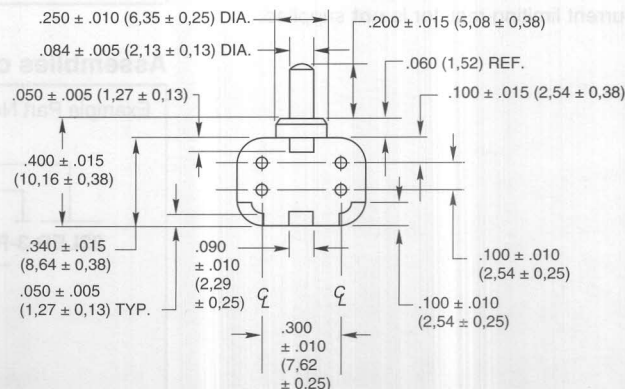 .250 ± .010 (6,35 ± 0,25) DIA.
.200 ± .015 (5,08 ± 0,38)
.084 ± .005 (2,13 ± 0,13) DIA.
.060 (1,52) REF.
.050 ± .005 (1,27 ± 0,13)
.100 ± .015 (2,54 ± 0,38)
.400 ± .015
(10,16 ± 0,38)
.340 ± .015
(8,64 ± 0,38)
.090
± .010
(2,29
± 0,25)
.100 ± .010
(2,54 ± 0,25)
.050 ± .005
(1,27 ± 0,13) TYP.
℄
℄
.100 ± .010
(2,54 ± 0,25)
.300
± .010
(7,62
± 0,25)